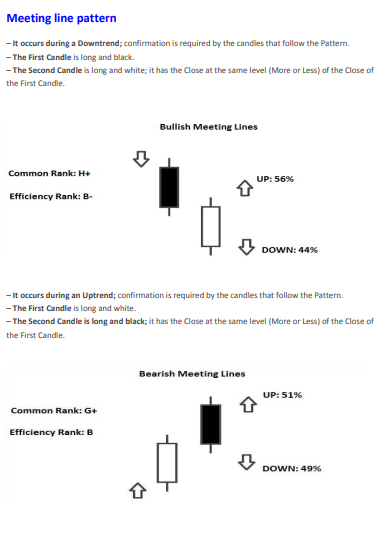 Meeting line pattern
– It occurs during a Downtrend; confirmation is required by the candles that follow the Pattern.
– The First Candle is long and black.
– The Second Candle is long and white; it has the Close at the same level (More or Less) of the Close of
the First Candle.
Bullish Meeting Lines
Common Rank: H+
Efficiency Rank: B-
UP: 56%
DOWN: 44%
– It occurs during an Uptrend; confirmation is required by the candles that follow the Pattern.
– The First Candle is long and white.
– The Second Candle is long and black; it has the Close at the same level (More or Less) of the Close of
the First Candle.
Bearish Meeting Lines
UP: 51%
Common Rank: G+
Efficiency Rank: B
DOWN: 49%